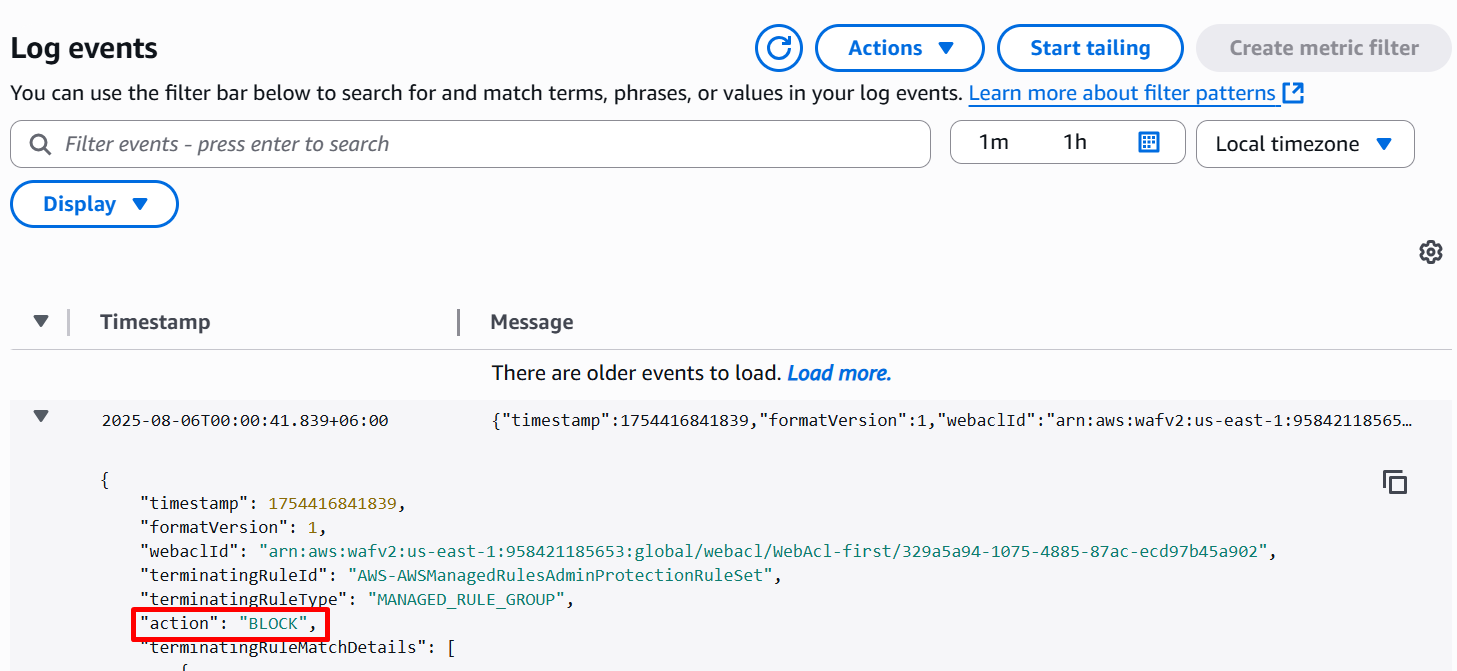 Log events
Actions
Start tailing
Create metric filter
You can use the filter bar below to search for and match terms, phrases, or values in your log events. Learn more about filter patterns
Filter events - press enter to search
1m
1h
Local timezone
Display
Timestamp
Message
There are older events to load. Load more.
2025-08-06T00:00:41.839+06:00
{"timestamp":1754416841839,"formatVersion":1,"webaclId":"arn:aws:wafv2:us-east-1:95842118565…
{
"timestamp": 1754416841839,
"formatVersion": 1,
"webaclId": "arn:aws:wafv2:us-east-1:958421185653:global/webacl/WebAcl-first/329a5a94-1075-4885-87ac-ecd97b45a902",
"terminatingRuleId": "AWS-AWSManagedRulesAdminProtectionRuleSet",
"terminatingRuleType": "MANAGED_RULE_GROUP",
"action": "BLOCK",
"terminatingRuleMatchDetails": [
{